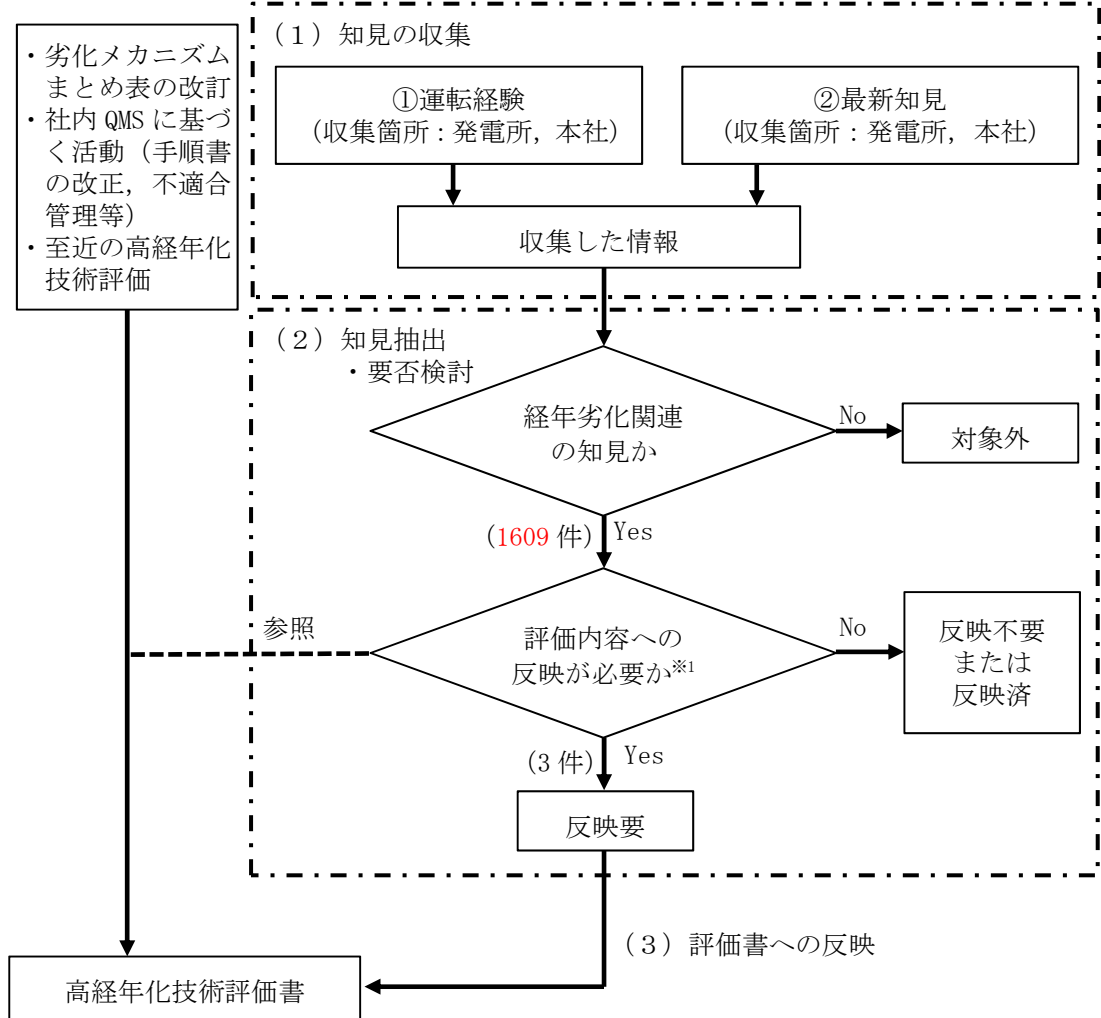 ・劣化メカニズム
まとめ表の改訂
・社内 QMS に基づ
く活動（手順書
の改正，不適合
管理等）
・至近の高経年化
技術評価
（１）知見の収集
①運転経験
（収集箇所：発電所，本社）
②最新知見
（収集箇所：発電所，本社）
収集した情報
（２）知見抽出
・要否検討
経年劣化関連
の知見か
No
対象外
(1609 件)
Yes
参照
評価内容への
反映が必要か※1
No
反映不要
または
反映済
(3 件)
Yes
反映要
（３）評価書への反映
高経年化技術評価書